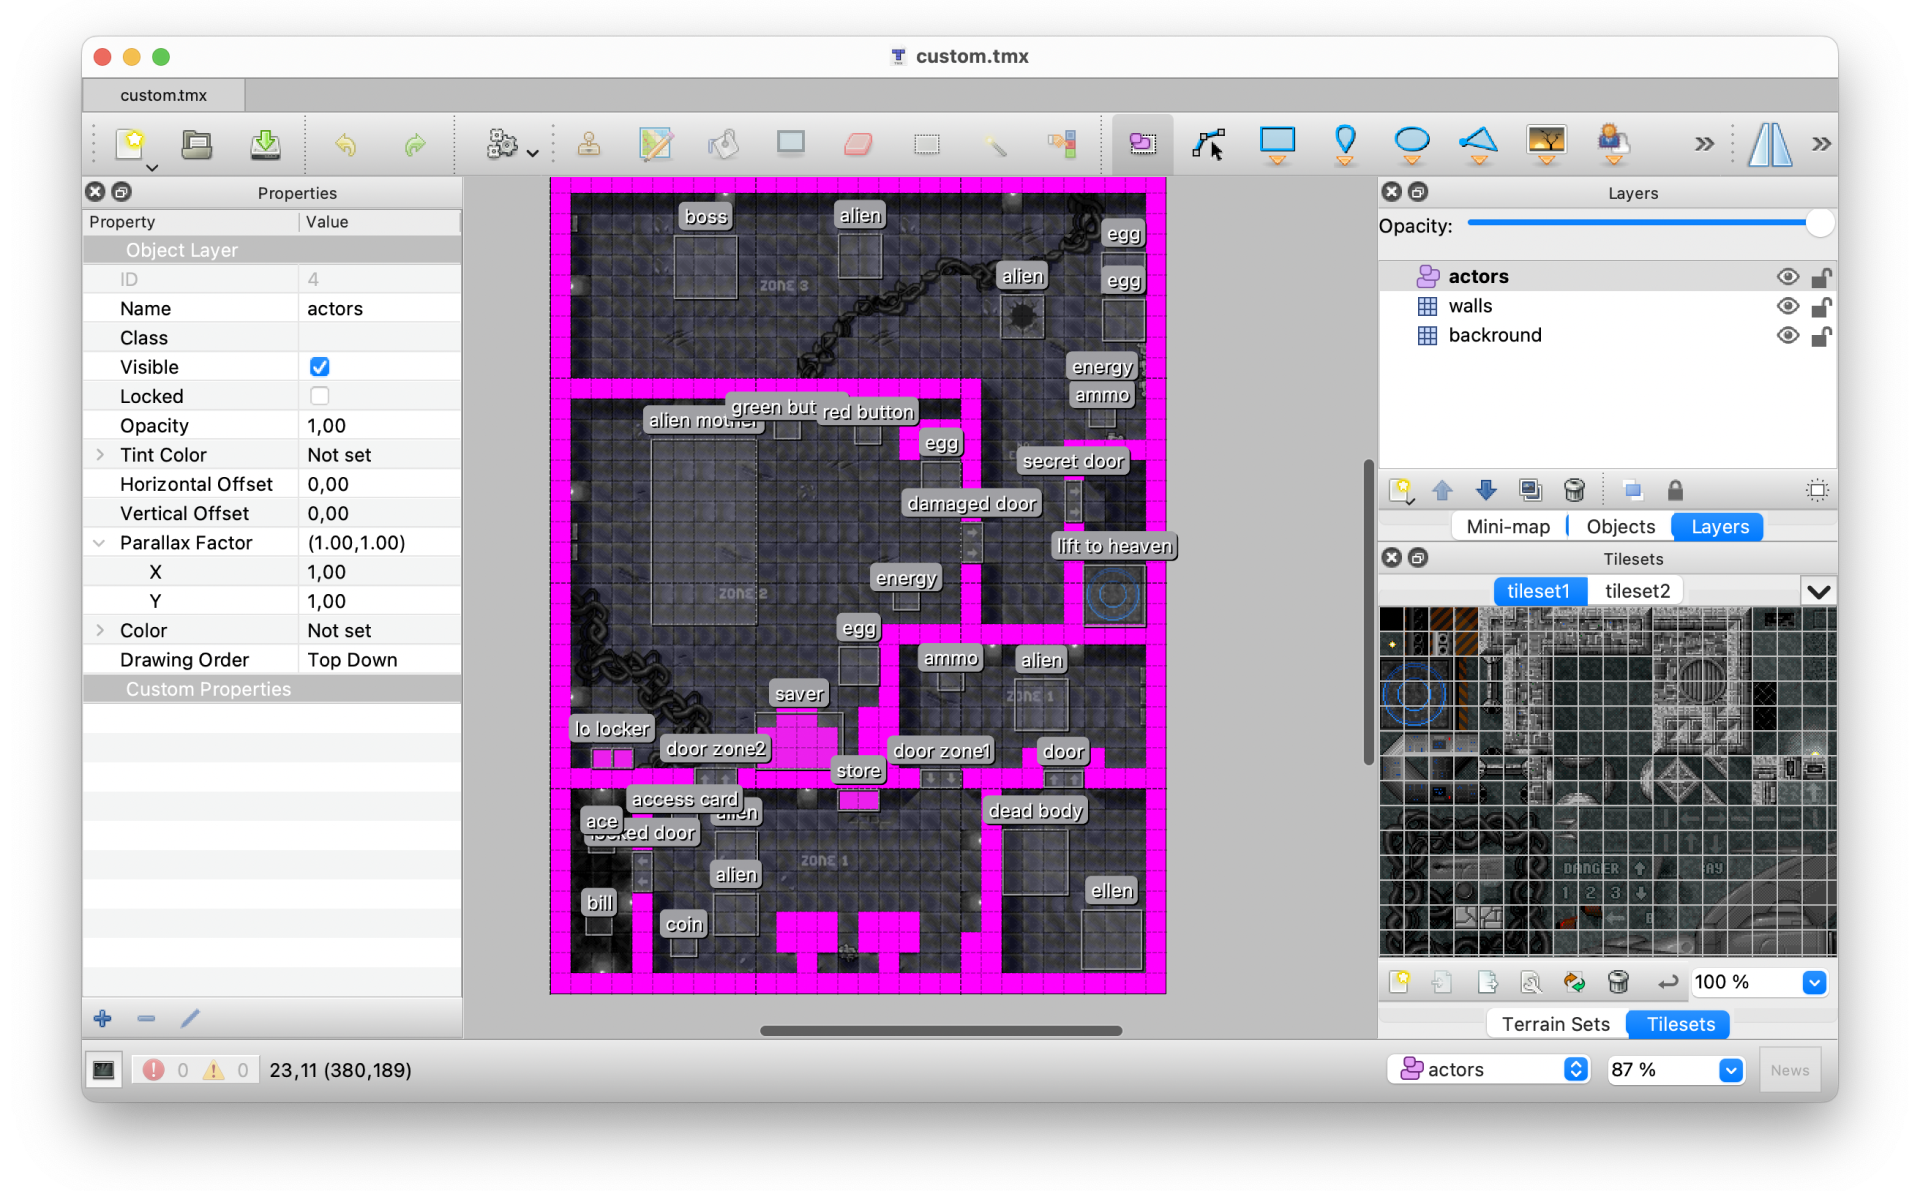 custom.tmx
custom.tmx
Properties
Property Value
Object Layer
ID 4
Name actors
Class
Visible
Locked
Opacity 1,00
Tint Color Not set
Horizontal Offset 0,00
Vertical Offset 0,00
Parallax Factor (1.00,1.00)
X 1,00
Y 1,00
Color Not set
Drawing Order Top Down
Custom Properties
boss
alien
egg
ZONE 3
alien
egg
energy
ammo
green but
red button
alien
egg
secret door
damaged door
lift to heaven
energy
ZONE 2
egg
ammo
alien
ZONE 1
saver
lo locker
door zone2
door zone1
door
store
access card
alien
dead body
ace
door
ZONE 1
alien
ellen
bill
coin
Layers
Opacity:
actors
walls
backround
Mini-map Objects Layers
Tilesets
tileset1 tileset2
DANGER
1 2 3
100 %
Terrain Sets Tilesets
0 0 23,11 (380,189)
actors 87 % News